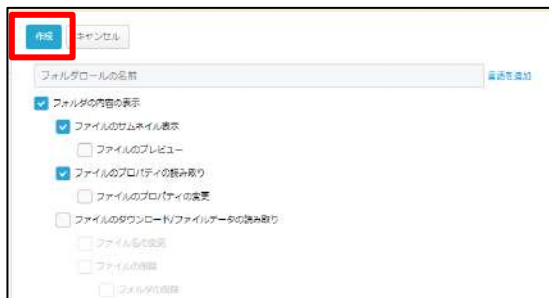 作成 キャンセル
フォルダロールの名前 言語を追加
フォルダの内容の表示
ファイルのサムネイル表示
ファイルのプレビュー
ファイルのプロパティの読み取り
ファイルのプロパティの変更
ファイルのダウンロード/ファイルデータの読み取り
ファイル名の変更
ファイルの削除
フォルダの削除